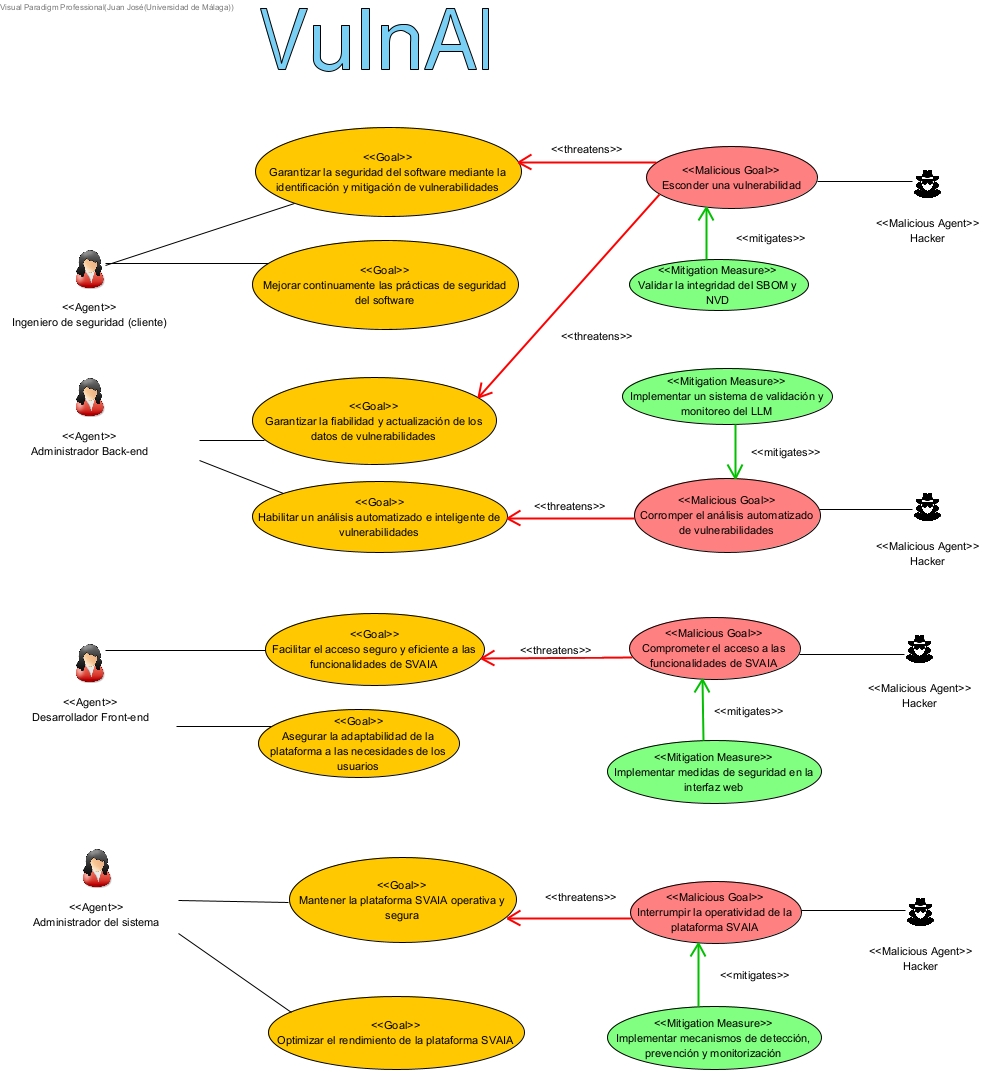 Visual Paradigm Professional(Juan José(Universidad de Málaga))
VulnAI
<<Goal>>
Garantizar la seguridad del software mediante la
identificación y mitigación de vulnerabilidades
<<threatens>>
<<Malicious Goal>>
Esconder una vulnerabilidad
<<Malicious Agent>>
Hacker
<<mitigates>>
<<Agent>>
Ingeniero de seguridad (cliente)
<<Goal>>
Mejorar continuamente las prácticas de seguridad
del software
<<Mitigation Measure>>
Validar la integridad del SBOM y
NVD
<<threatens>>
<<Agent>>
Administrador Back-end
<<Goal>>
Garantizar la fiabilidad y actualización de los
datos de vulnerabilidades
<<Mitigation Measure>>
Implementar un sistema de validación y
monitoreo del LLM
<<mitigates>>
<<Goal>>
Habilitar un análisis automatizado e inteligente de
vulnerabilidades
<<threatens>>
<<Malicious Goal>>
Corromper el análisis automatizado
de vulnerabilidades
<<Malicious Agent>>
Hacker
<<Agent>>
Desarrollador Front-end
<<Goal>>
Facilitar el acceso seguro y eficiente a las
funcionalidades de SVAIA
<<threatens>>
<<Malicious Goal>>
Comprometer el acceso a las
funcionalidades de SVAIA
<<Malicious Agent>>
Hacker
<<mitigates>>
<<Goal>>
Asegurar la adaptabilidad de la
plataforma a las necesidades de los
usuarios
<<Mitigation Measure>>
Implementar medidas de seguridad en la
interfaz web
<<Agent>>
Administrador del sistema
<<Goal>>
Mantener la plataforma SVAIA operativa y
segura
<<threatens>>
<<Malicious Goal>>
Interrumpir la operatividad de la
plataforma SVAIA
<<Malicious Agent>>
Hacker
<<mitigates>>
<<Goal>>
Optimizar el rendimiento de la plataforma SVAIA
<<Mitigation Measure>>
Implementar mecanismos de detección,
prevención y monitorización